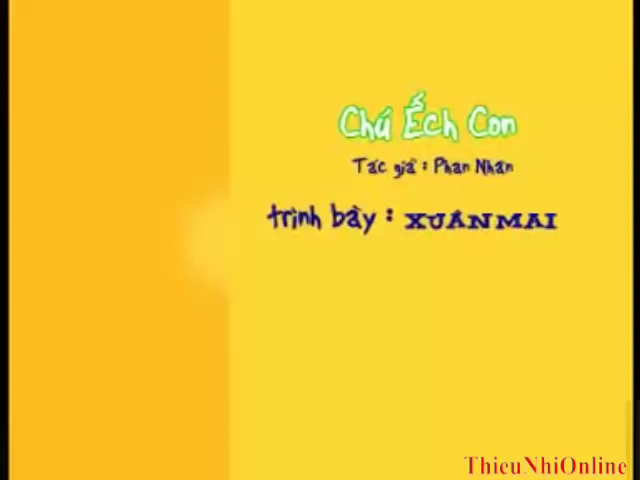 Chú Ếch Con
Tác giả : Phan Nhân
trình bày : XUÂN MAI
ThieuNhiOnline